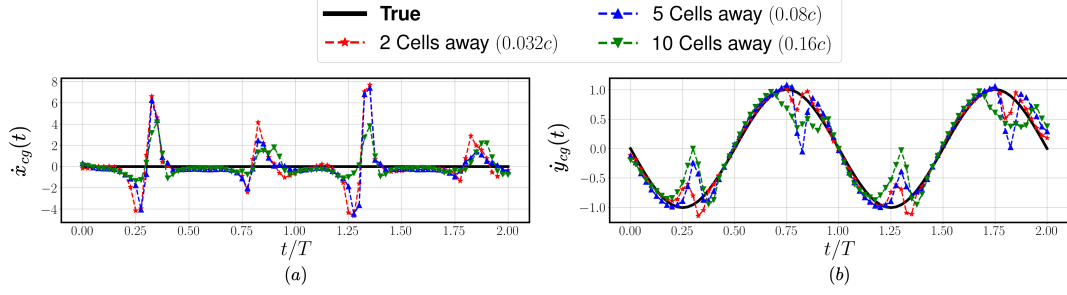 True
2 Cells away (0.032c)
5 Cells away (0.08c)
10 Cells away (0.16c)
ẋcg(t)
8
6
4
2
0
−2
−4
0.00 0.25 0.50 0.75 1.00 1.25 1.50 1.75 2.00
t/T
(a)
ẏcg(t)
1.0
0.5
0.0
−0.5
−1.0
0.00 0.25 0.50 0.75 1.00 1.25 1.50 1.75 2.00
t/T
(b)